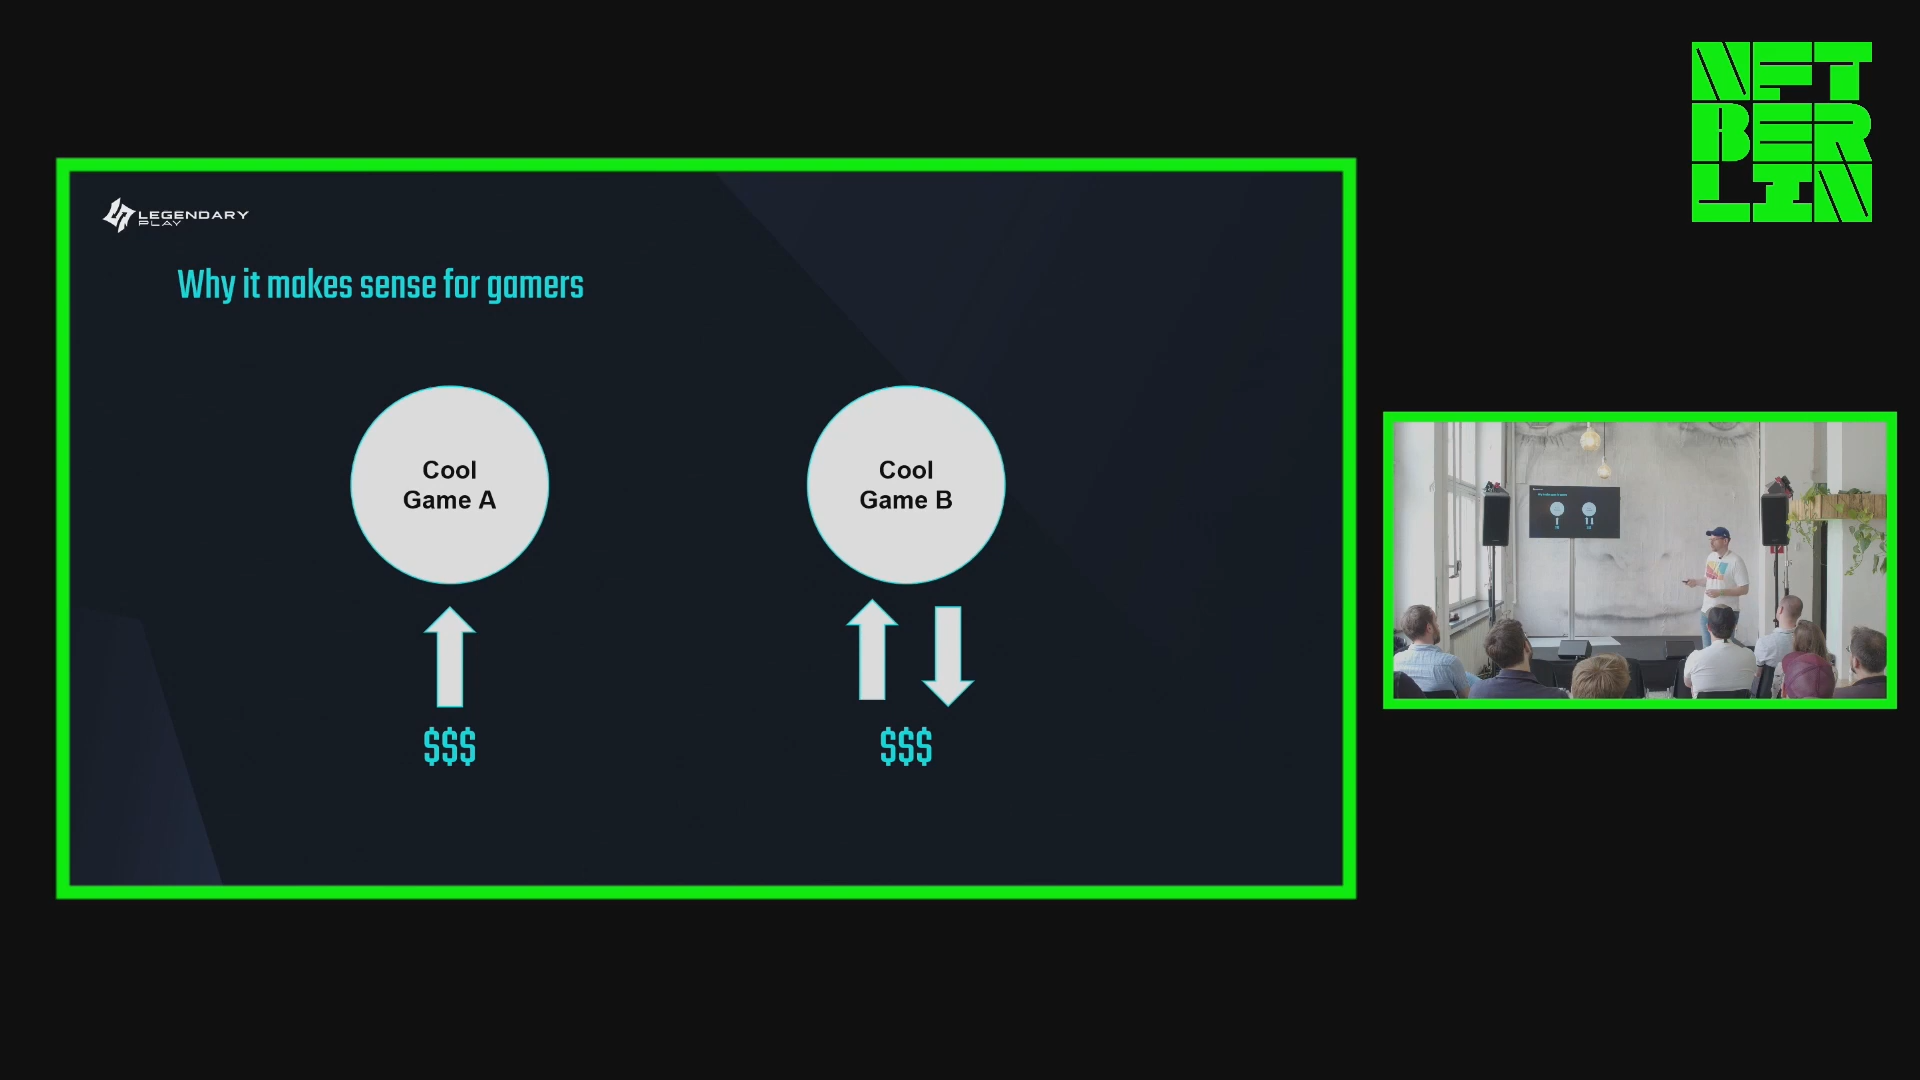 NFT
BER
LIN
LEGENDARY
PLAY
Why it makes sense for gamers
Cool
Game A
Cool
Game B
$$$
$$$